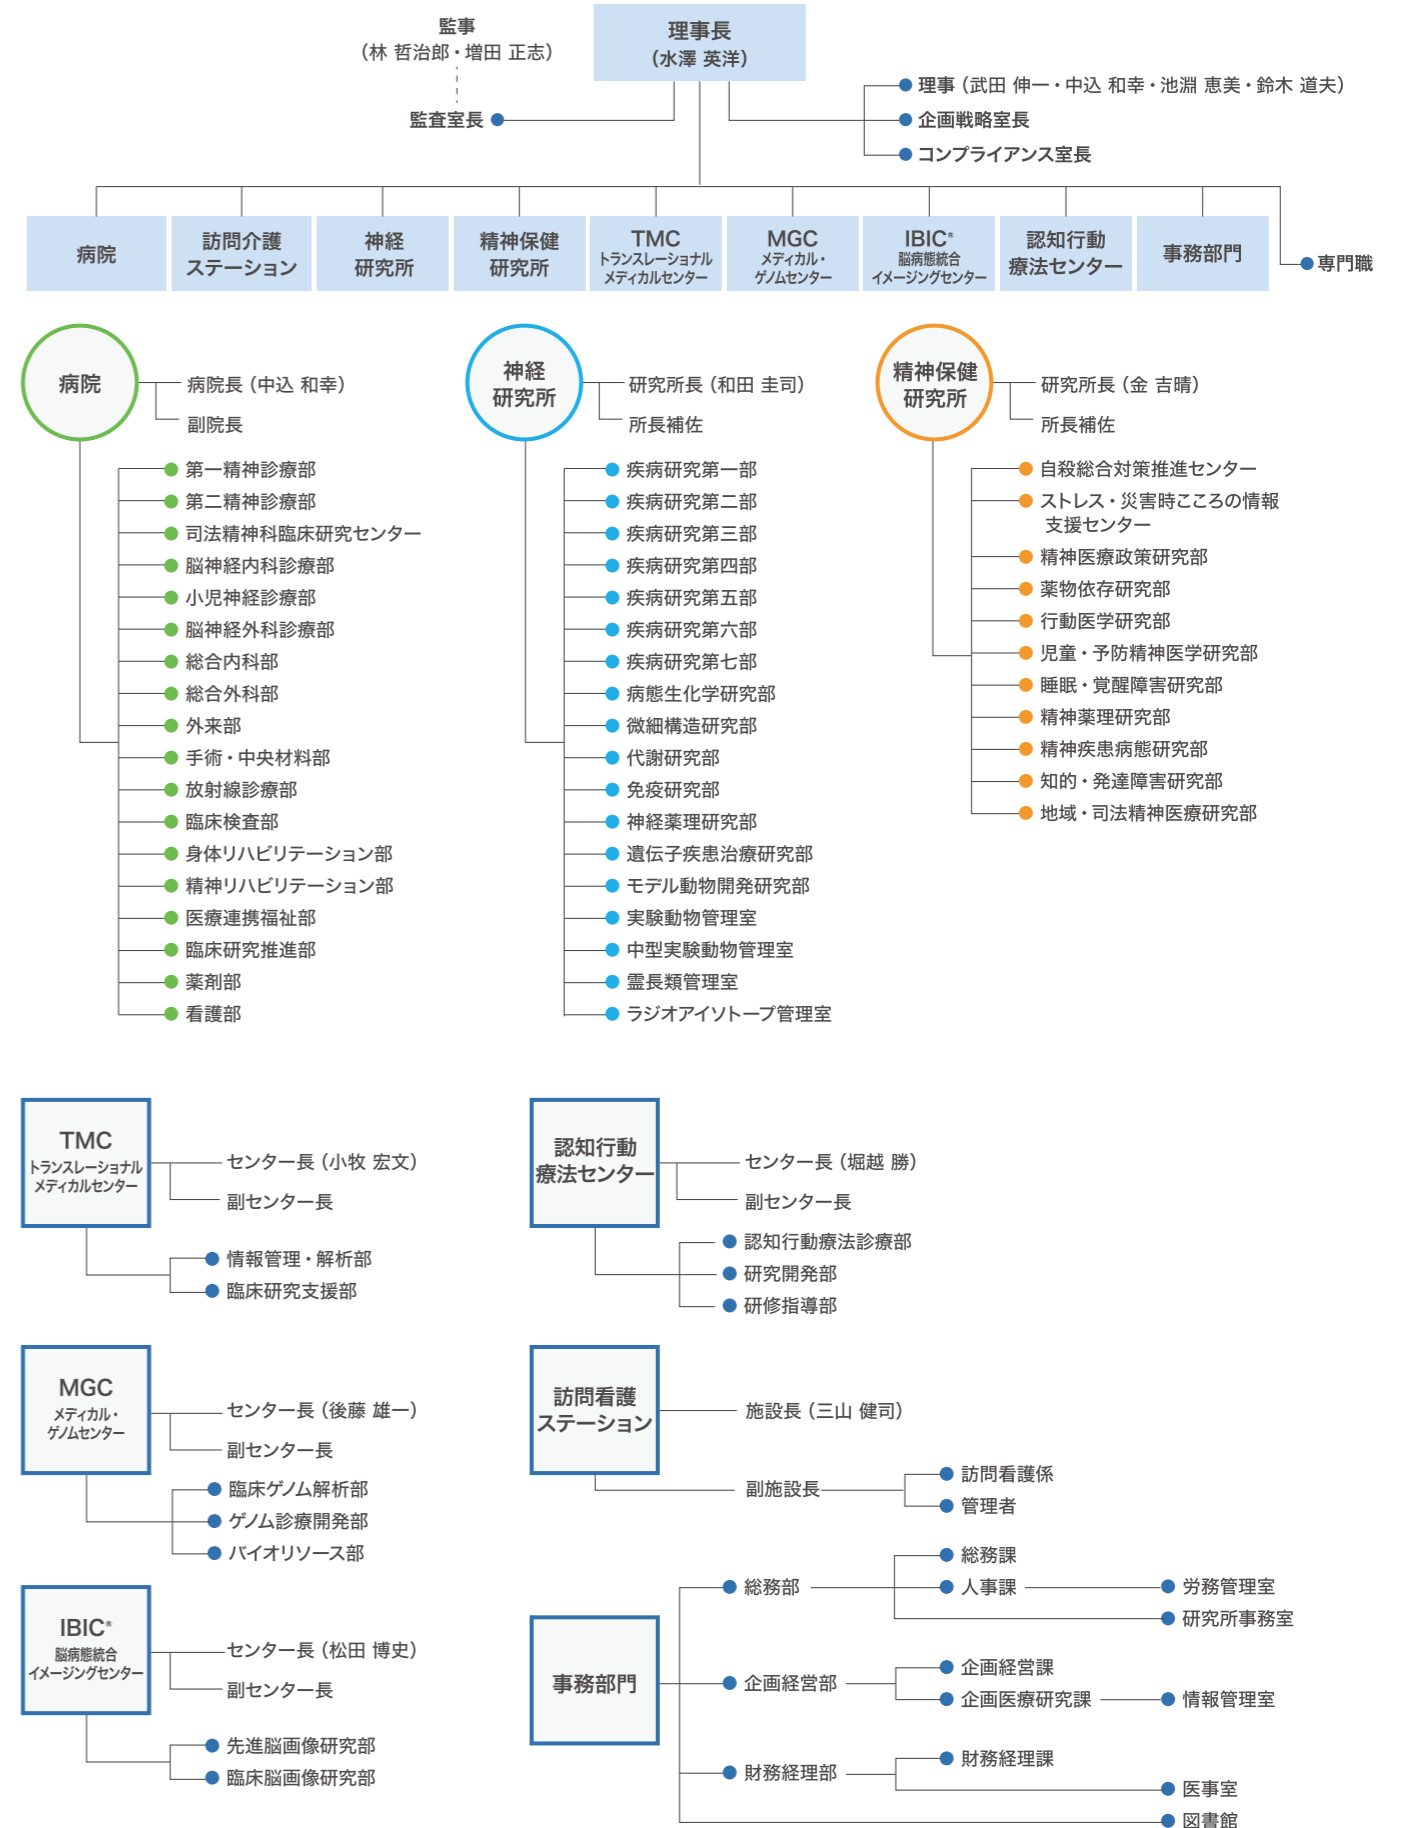 監事
（林 哲治郎・増田 正志）
理事長
（水澤 英洋）
監査室長
理事（武田 伸一・中込 和幸・池淵 恵美・鈴木 道夫）
企画戦略室長
コンプライアンス室長
病院
訪問介護
ステーション
神経
研究所
精神保健
研究所
TMC
トランスレーショナル
メディカルセンター
MGC
メディカル・
ゲノムセンター
IBIC®
脳病態統合
イメージングセンター
認知行動
療法センター
事務部門
専門職
病院
病院長（中込 和幸）
副院長
第一精神診療部
第二精神診療部
司法精神科臨床研究センター
脳神経内科診療部
小児神経診療部
脳神経外科診療部
総合内科部
総合外科部
外来部
手術・中央材料部
放射線診療部
臨床検査部
身体リハビリテーション部
精神リハビリテーション部
医療連携福祉部
臨床研究推進部
薬剤部
看護部
神経
研究所
研究所長（和田 圭司）
所長補佐
疾病研究第一部
疾病研究第二部
疾病研究第三部
疾病研究第四部
疾病研究第五部
疾病研究第六部
疾病研究第七部
病態生化学研究部
微細構造研究部
代謝研究部
免疫研究部
神経薬理研究部
遺伝子疾患治療研究部
モデル動物開発研究部
実験動物管理室
中型実験動物管理室
霊長類管理室
ラジオアイソトープ管理室
精神保健
研究所
研究所長（金 吉晴）
所長補佐
自殺総合対策推進センター
ストレス・災害時こころの情報
支援センター
精神医療政策研究部
薬物依存研究部
行動医学研究部
児童・予防精神医学研究部
睡眠・覚醒障害研究部
精神薬理研究部
精神疾患病態研究部
知的・発達障害研究部
地域・司法精神医療研究部
TMC
トランスレーショナル
メディカルセンター
センター長（小牧 宏文）
副センター長
情報管理・解析部
臨床研究支援部
認知行動
療法センター
センター長（堀越 勝）
副センター長
認知行動療法診療部
研究開発部
研修指導部
MGC
メディカル・
ゲノムセンター
センター長（後藤 雄一）
副センター長
臨床ゲノム解析部
ゲノム診療開発部
バイオリソース部
訪問看護
ステーション
施設長（三山 健司）
副施設長
訪問看護係
管理者
IBIC®
脳病態統合
イメージングセンター
センター長（松田 博史）
副センター長
先進脳画像研究部
臨床脳画像研究部
事務部門
総務部
総務課
人事課
労務管理室
研究所事務室
企画経営部
企画経営課
企画医療研究課
情報管理室
財務経理部
財務経理課
医事室
図書館